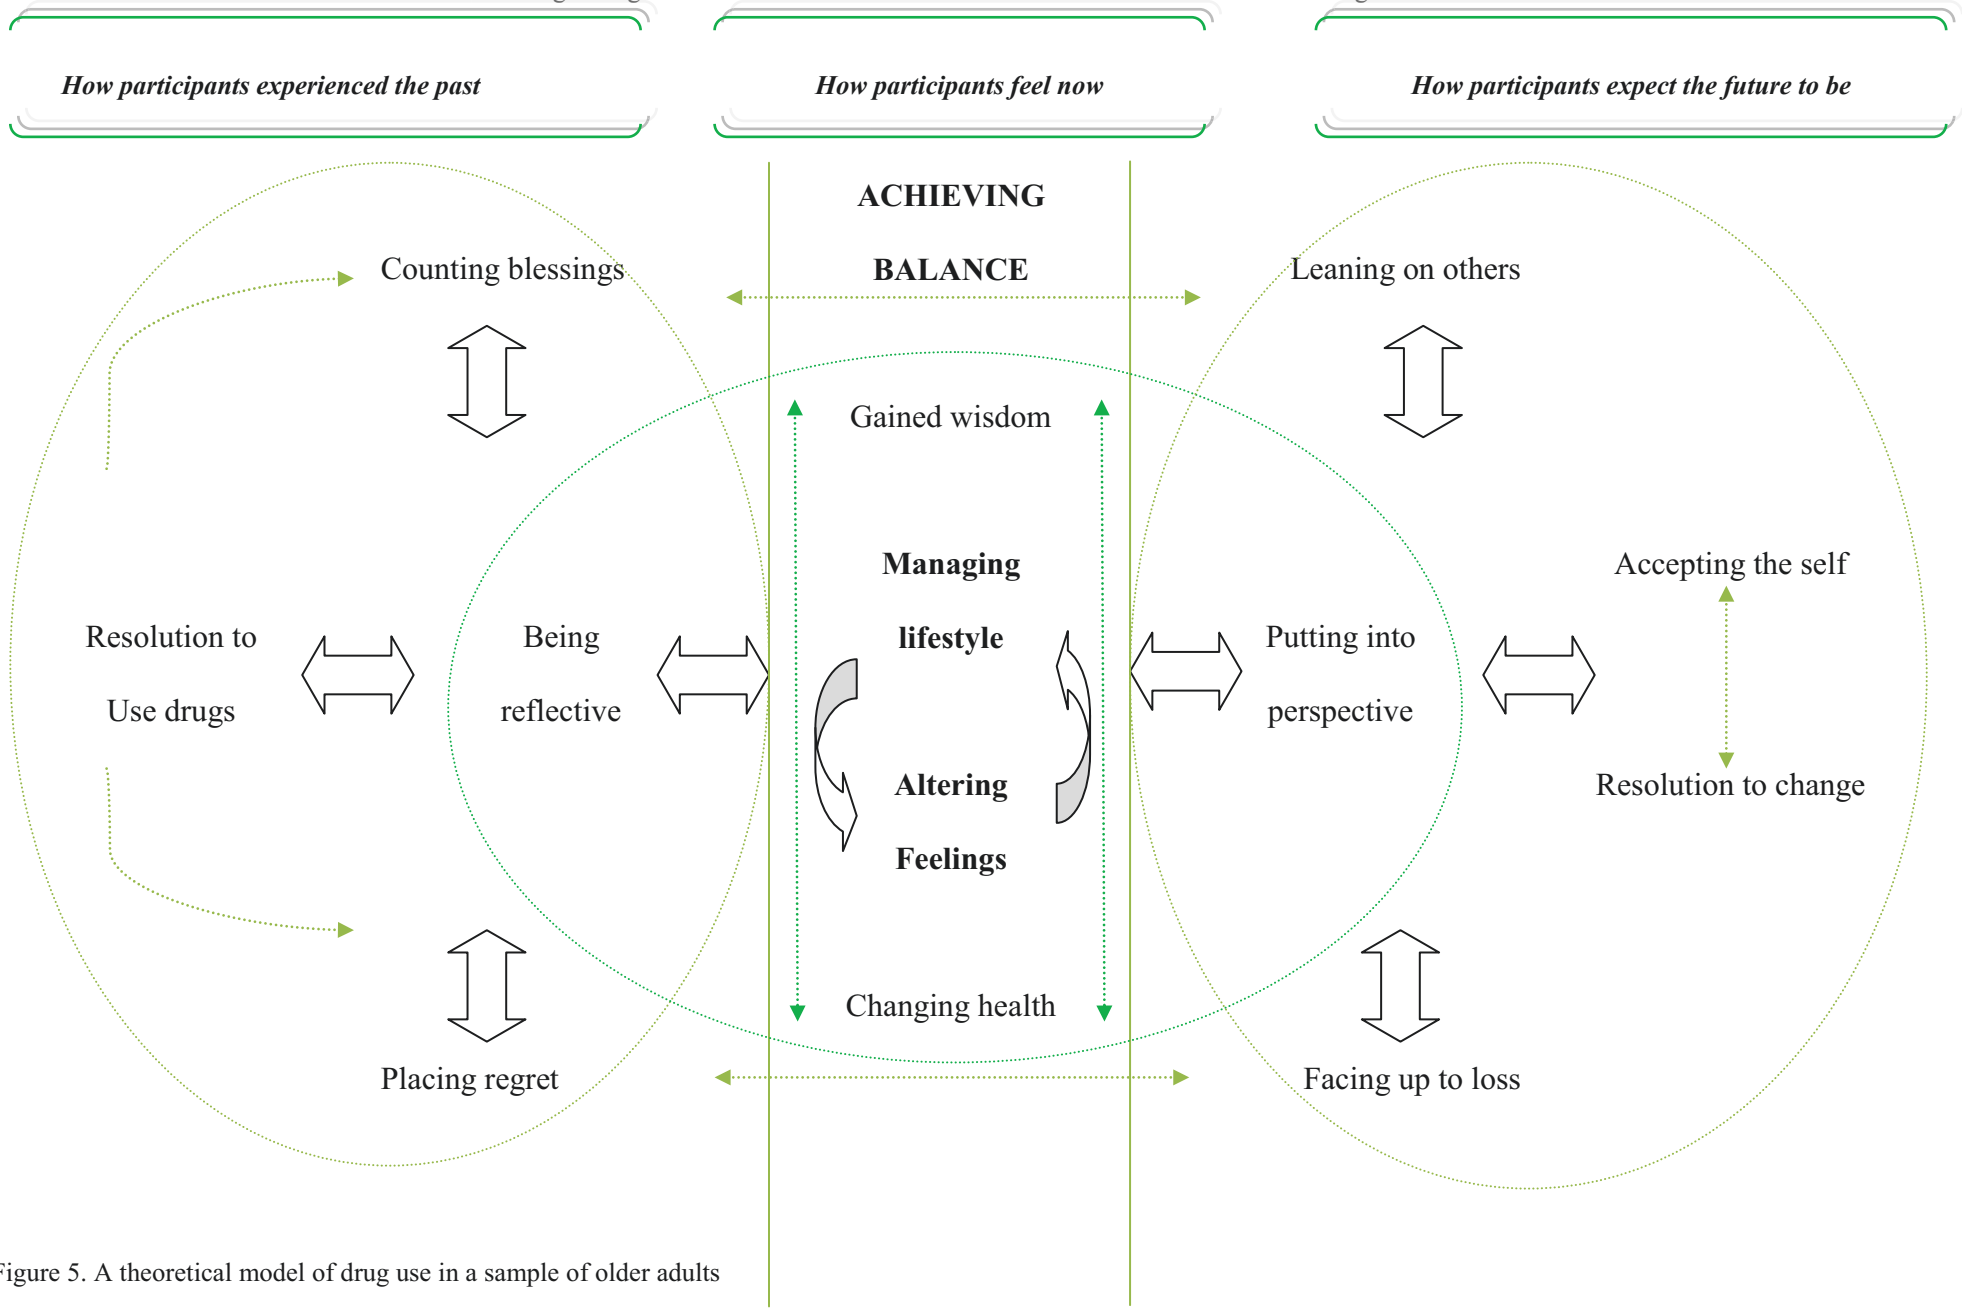 How participants experienced the past
How participants feel now
How participants expect the future to be
ACHIEVING
BALANCE
Counting blessings
Leaning on others
Gained wisdom
Managing
lifestyle
Accepting the self
Resolution to
Use drugs
Being
reflective
Putting into
perspective
Altering
Feelings
Resolution to change
Changing health
Placing regret
Facing up to loss
Figure 5. A theoretical model of drug use in a sample of older adults